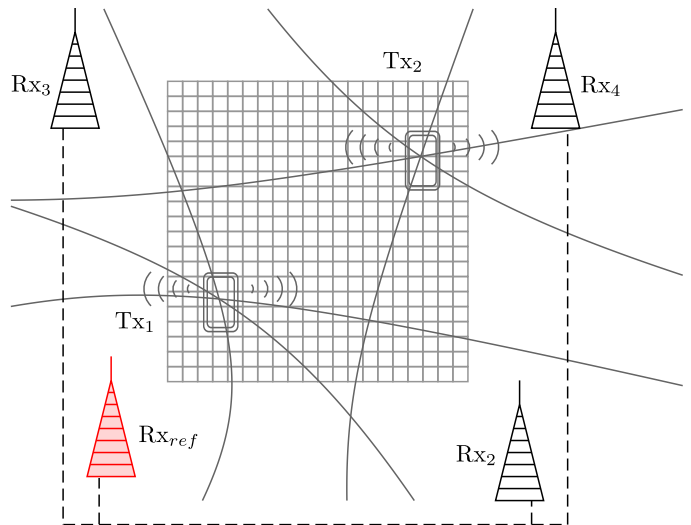 Tx₂
Rx₃
Rx₄
Tx₁
Rx_ref
Rx₂